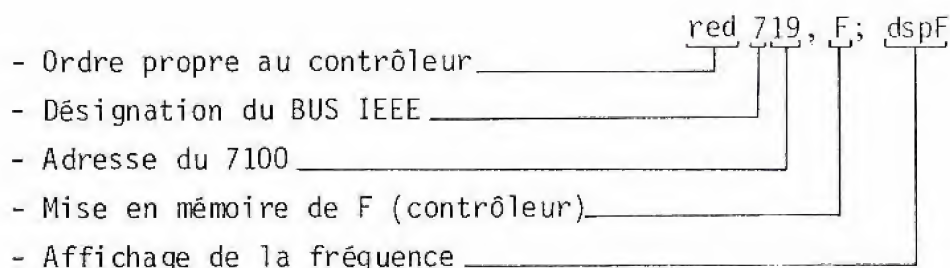 red 719, F; dspF
- Ordre propre au contrôleur
- Désignation du BUS IEEE
- Adresse du 7100
- Mise en mémoire de F (contrôleur)
- Affichage de la fréquence